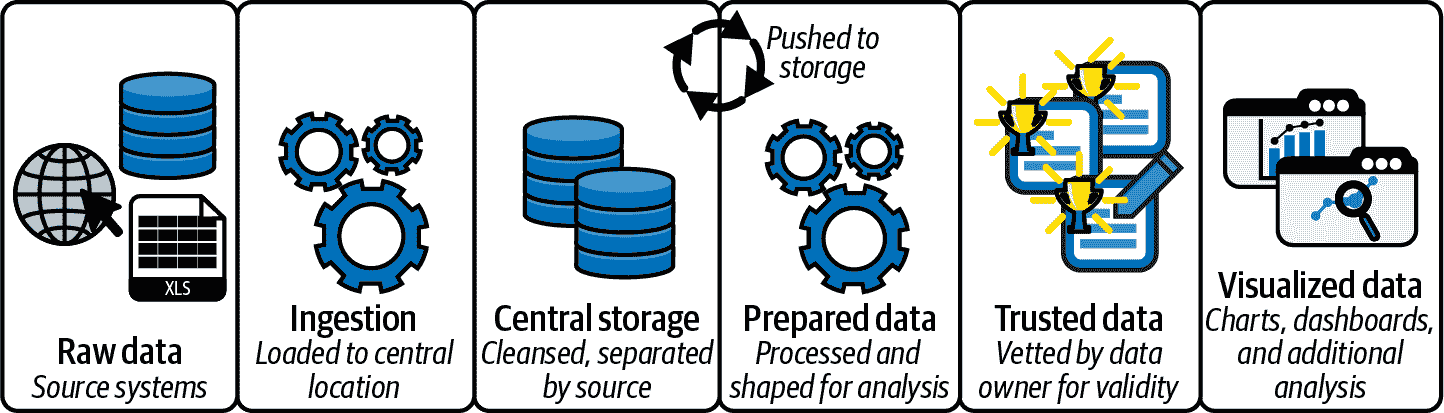 XLS
Raw data
Source systems
Ingestion
Loaded to central
location
Central storage
Cleansed, separated
by source
Pushed to
storage
Prepared data
Processed and
shaped for analysis
Trusted data
Vetted by data
owner for validity
Visualized data
Charts, dashboards,
and additional
analysis